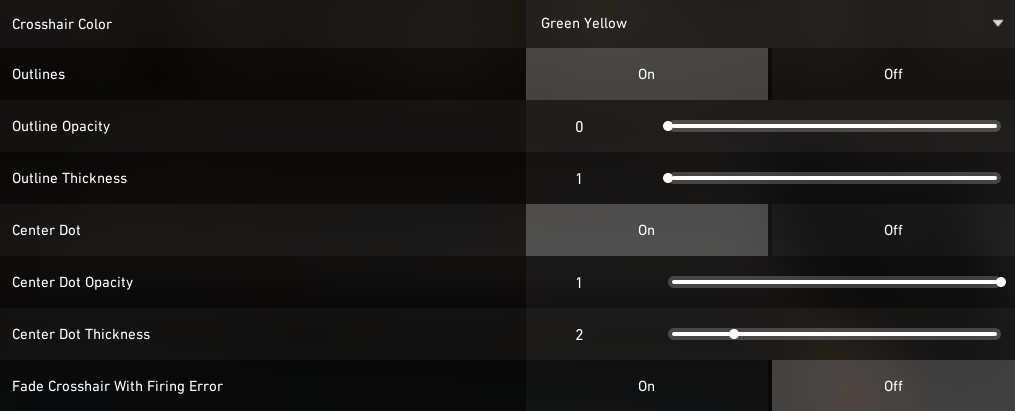 Crosshair Color Green Yellow
Outlines On Off
Outline Opacity 0
Outline Thickness 1
Center Dot On Off
Center Dot Opacity 1
Center Dot Thickness 2
Fade Crosshair With Firing Error On Off